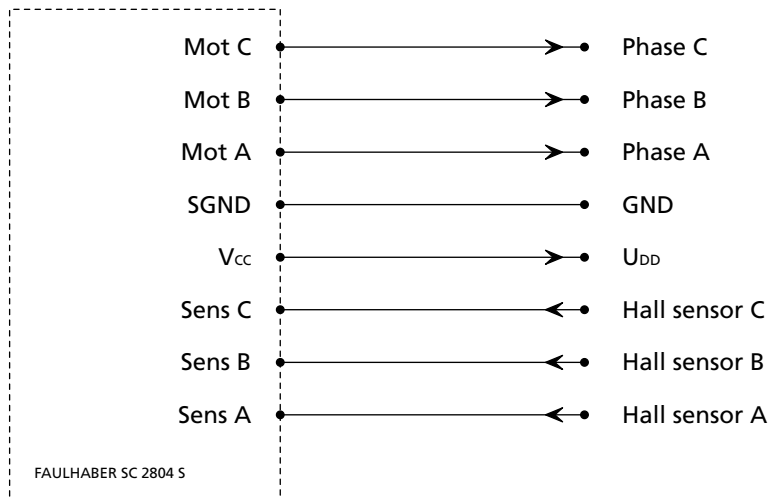 Mot C Phase C
Mot B Phase B
Mot A Phase A
SGND GND
Vcc UDD
Sens C Hall sensor C
Sens B Hall sensor B
Sens A Hall sensor A
FAULHABER SC 2804 S